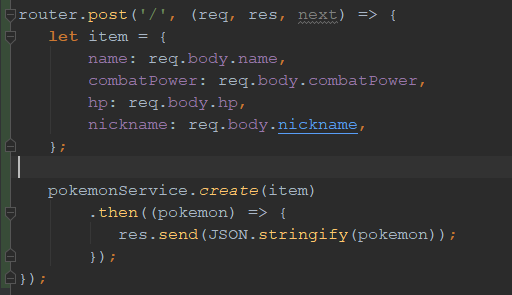 router.post('/', (req, res, next) => {
    let item = {
        name: req.body.name,
        combatPower: req.body.combatPower,
        hp: req.body.hp,
        nickname: req.body.nickname,
    };

    pokemonService.create(item)
        .then((pokemon) => {
           res.send(JSON.stringify(pokemon));
        });
});